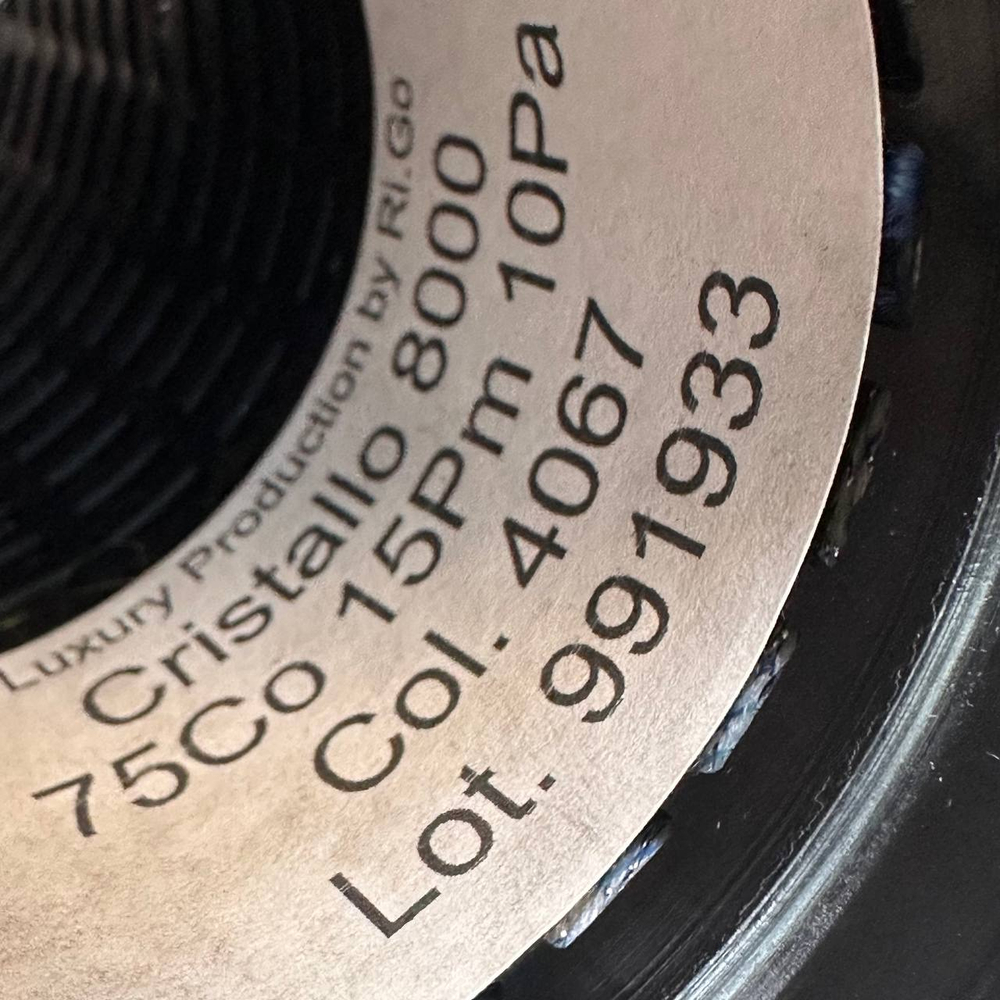 Luxury Production by Ri.Go
Cristallo 8000
75Co 15Pm 10Pa
Col. 4067
Lot. 991933